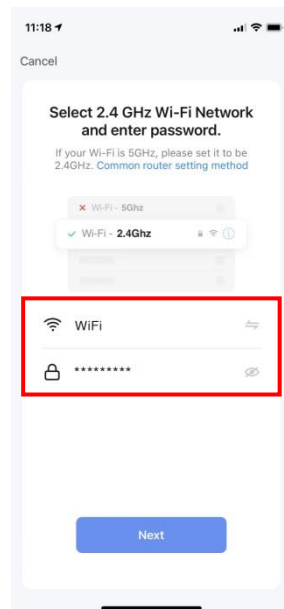 11:18
Cancel
Select 2.4 GHz Wi-Fi Network
and enter password.
If your Wi-Fi is 5GHz, please set it to be
2.4GHz. Common router setting method
Wi-Fi - 5Ghz
Wi-Fi - 2.4Ghz
WiFi
*********
Next